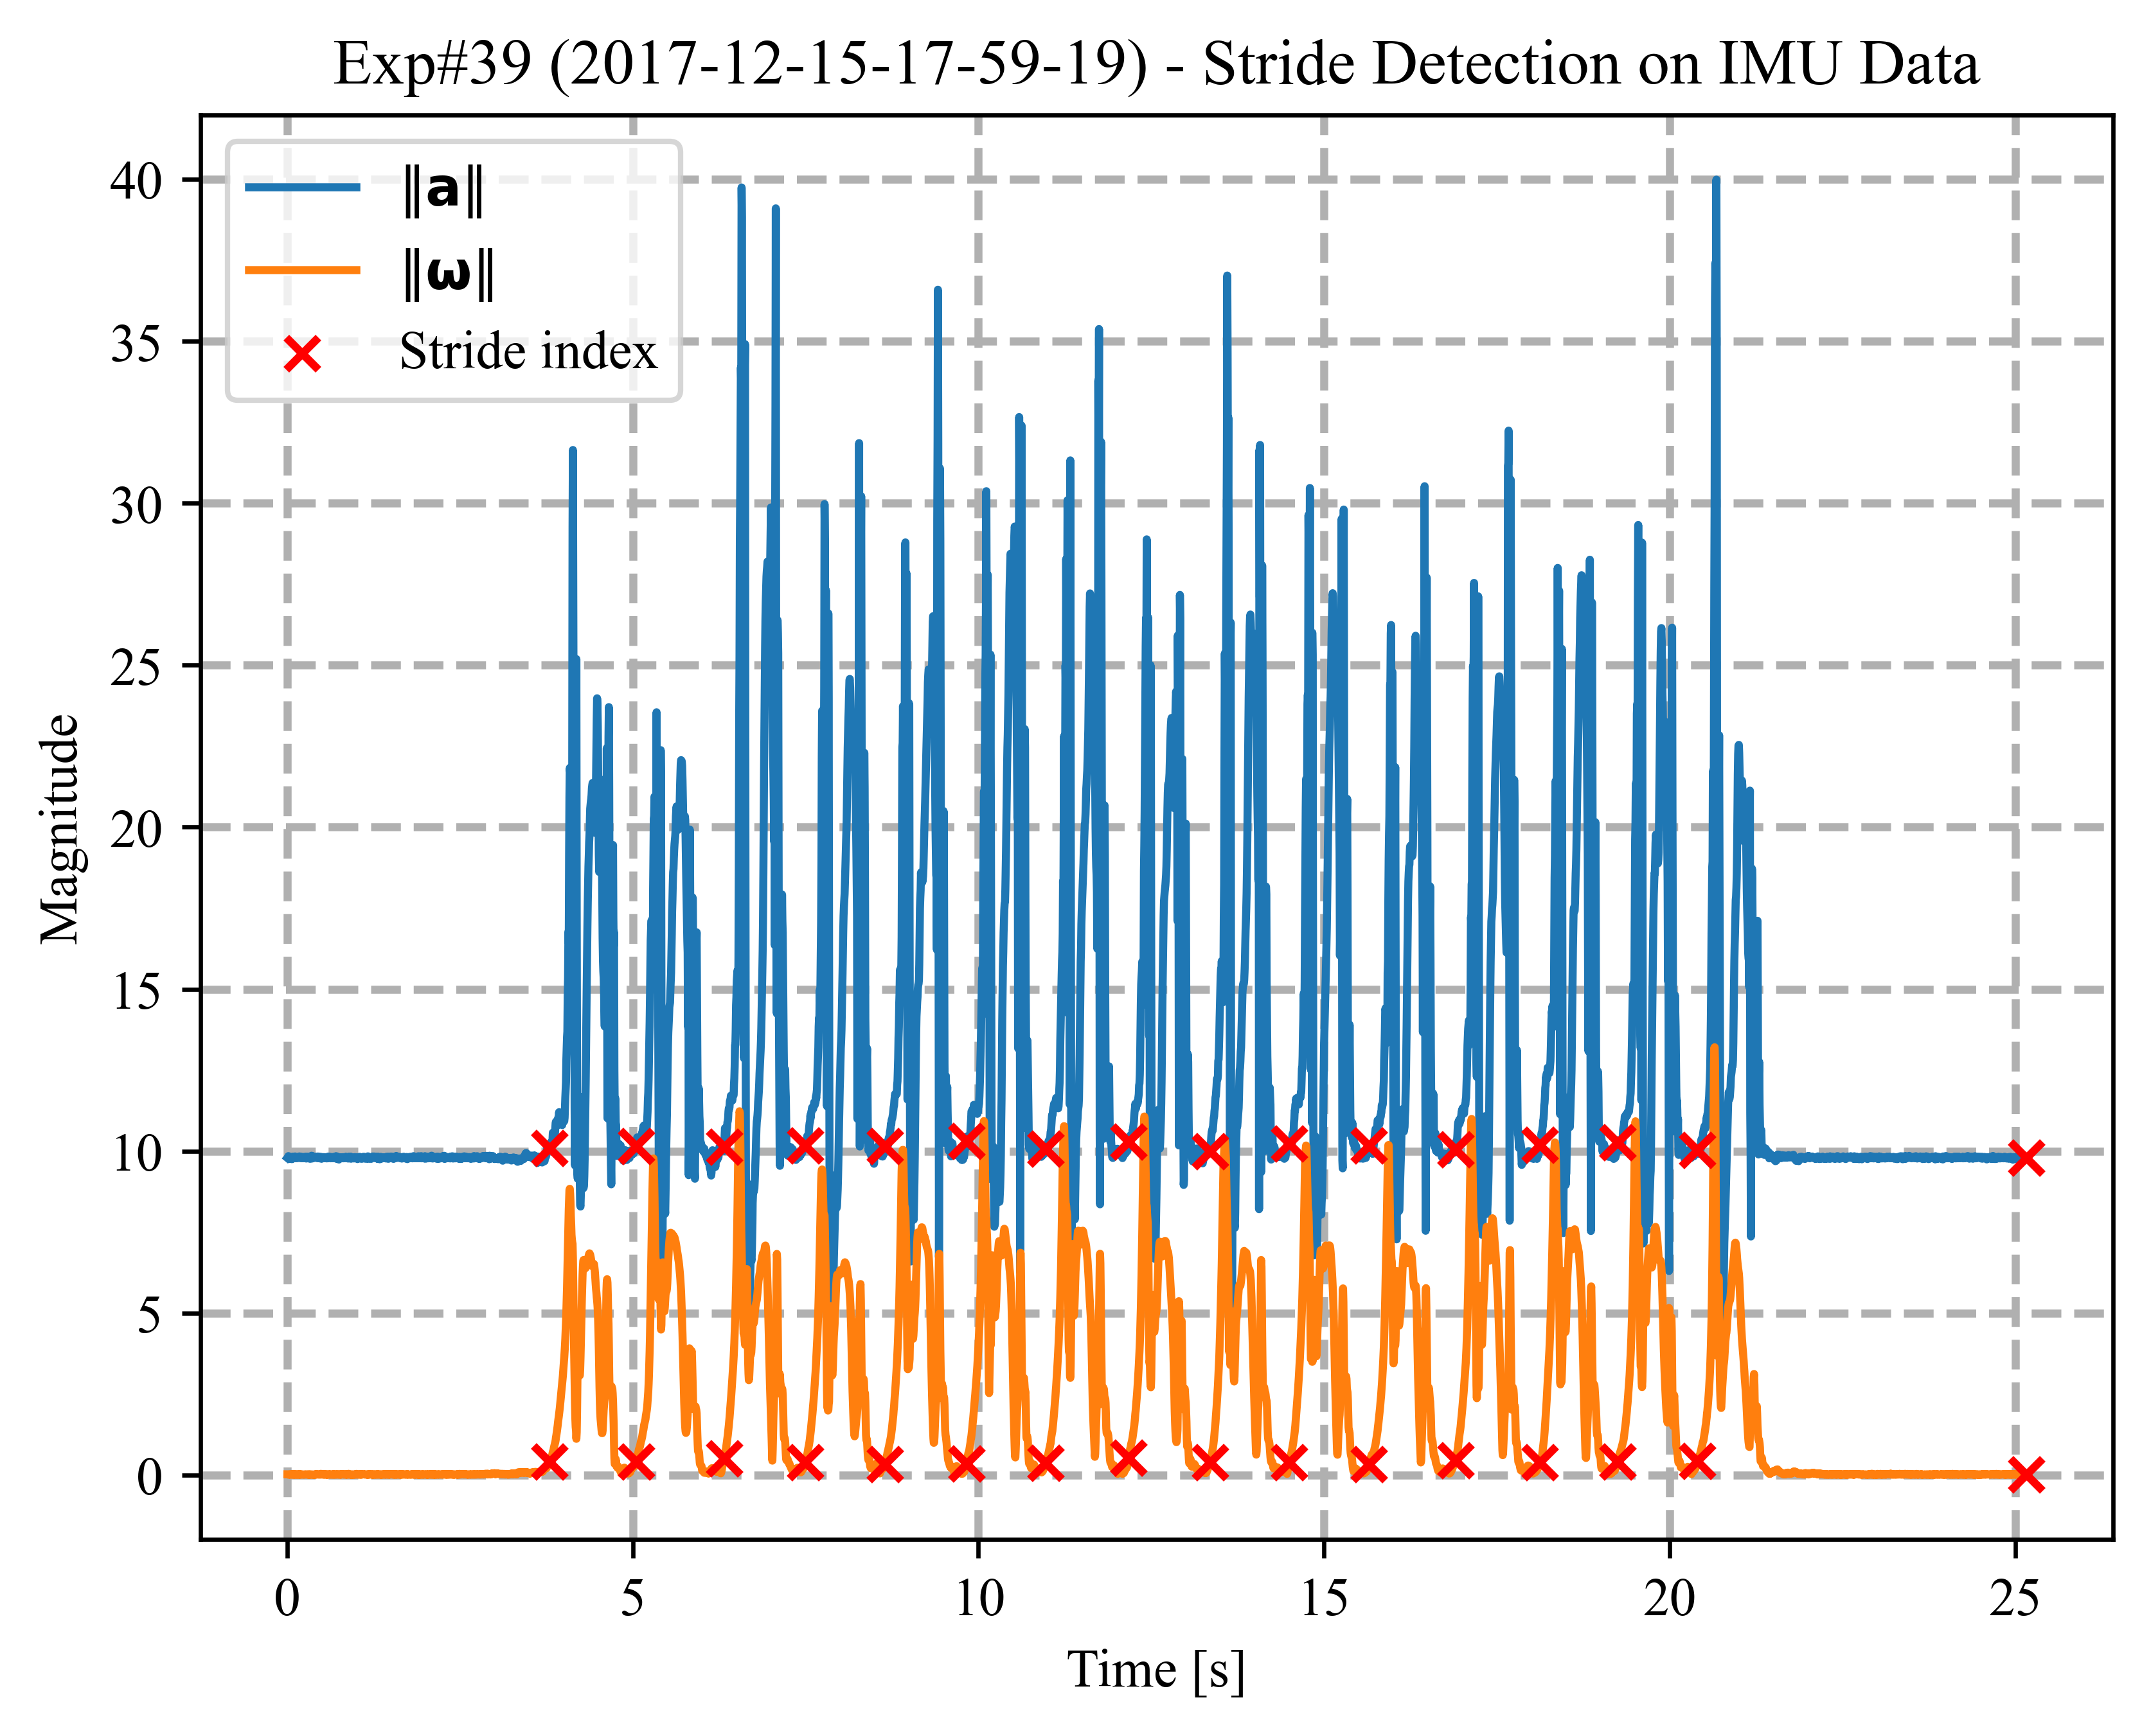 Exp#39 (2017-12-15-17-59-19) - Stride Detection on IMU Data
‖a‖
‖ω‖
Stride index
40
35
30
25
20
15
10
5
0
Magnitude
0 5 10 15 20 25
Time [s]